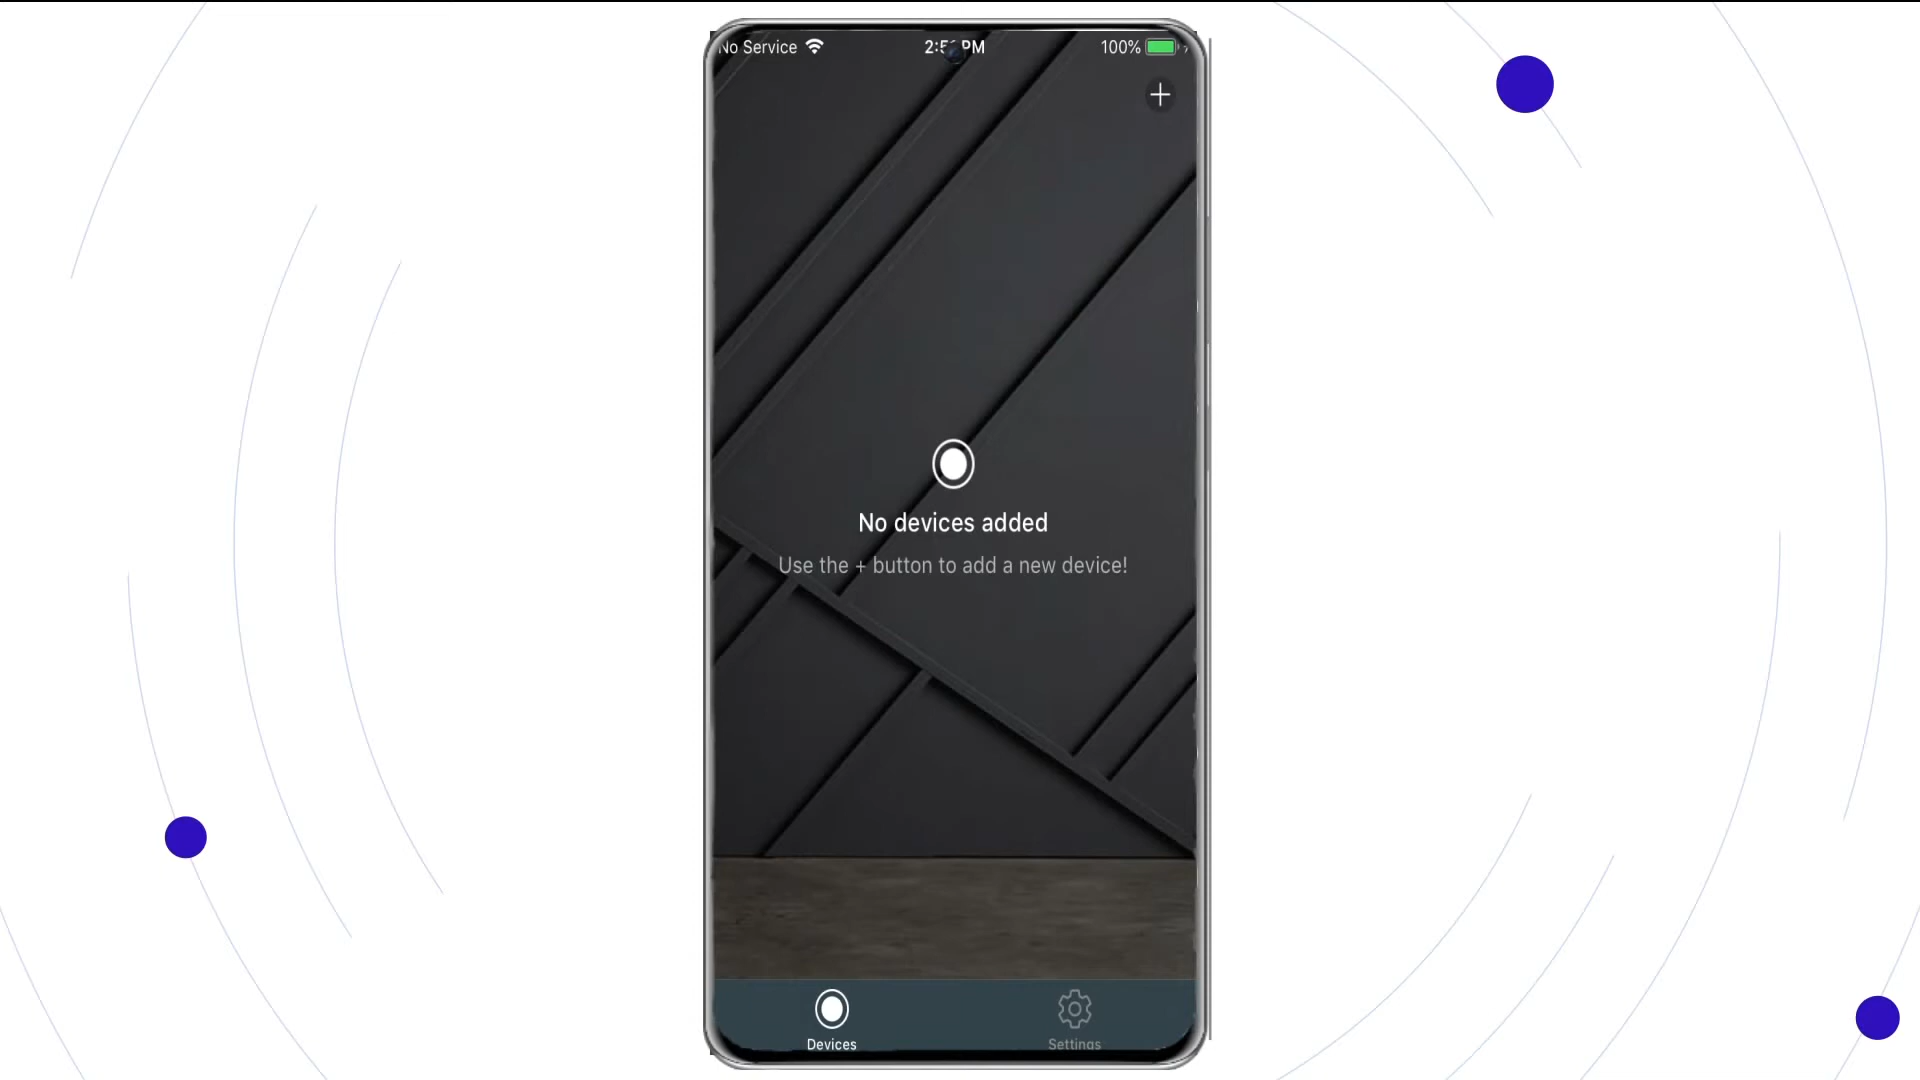 No Service
100%
No devices added
Use the + button to add a new device!
Devices
Settings